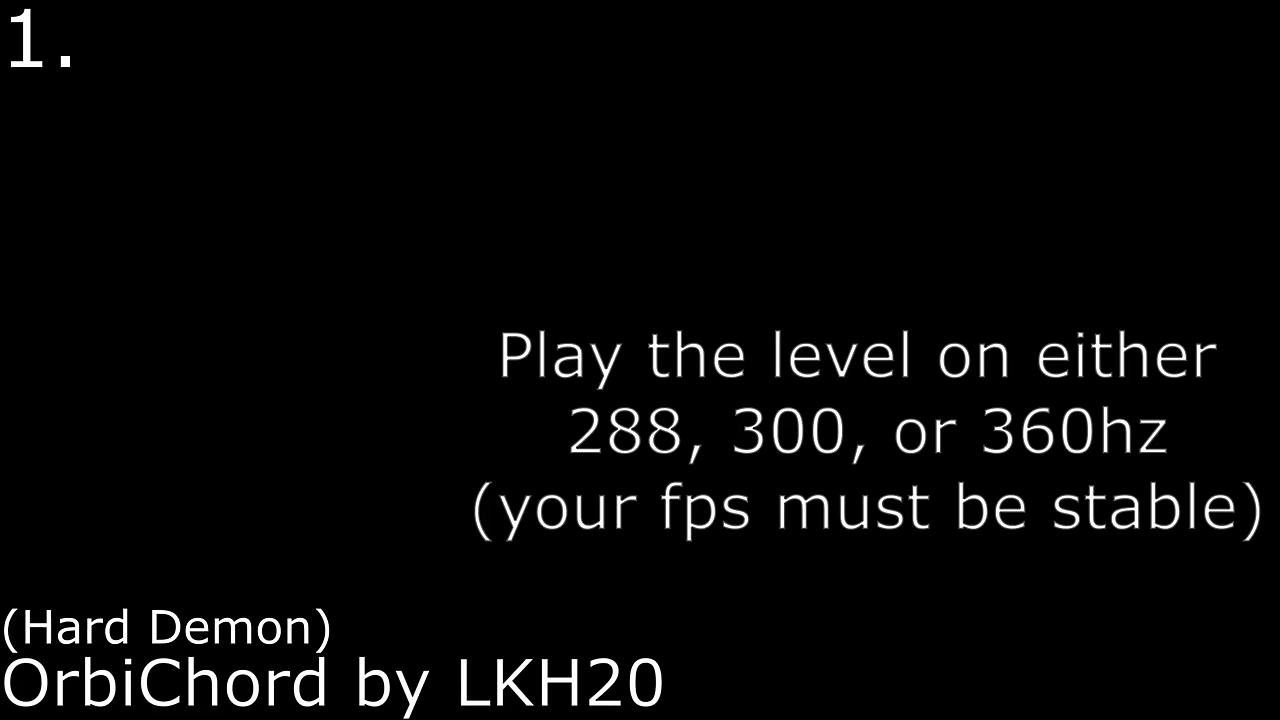 1.
Play the level on either
288, 300, or 360hz
(your fps must be stable)
(Hard Demon)
OrbiChord by LKH20